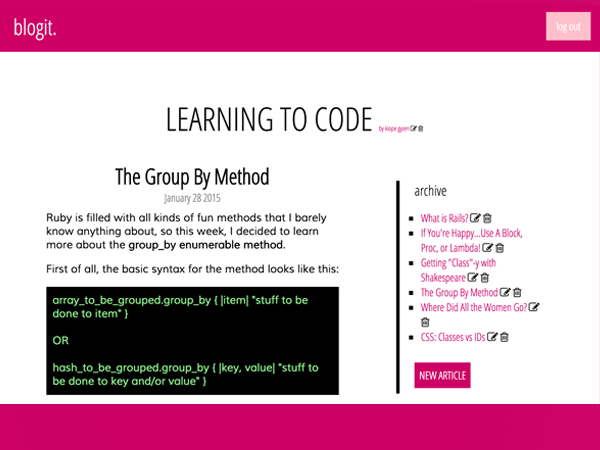 blogit.
log out
LEARNING TO CODE by kiope gypen
The Group By Method
January 28 2015
Ruby is filled with all kinds of fun methods that I barely
know anything about, so this week, I decided to learn
more about the group_by enumerable method.
First of all, the basic syntax for the method looks like this:
array_to_be_grouped.group_by { |item| "stuff to be
done to item" }
OR
hash_to_be_grouped.group_by { |key, value| "stuff to
be done to key and/or value" }
archive
What is Rails?
If You're Happy...Use A Block,
Proc, or Lambda!
Getting "Class"-y with
Shakespeare
The Group By Method
Where Did All the Women Go?
CSS: Classes vs IDs
NEW ARTICLE